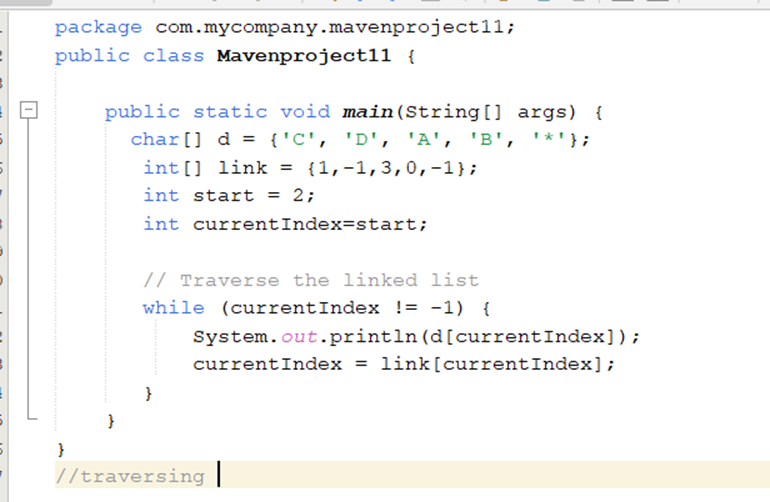 package com.mycompany.mavenproject11;
public class Mavenproject11 {
public static void main(String[] args) {
char[] d = {'C', 'D', 'A', 'B', '*'};
int[] link = {1,-1,3,0,-1};
int start = 2;
int currentIndex=start;
// Traverse the linked list
while (currentIndex != -1) {
System.out.println(d[currentIndex]);
currentIndex = link[currentIndex];
}
}
}
//traversing